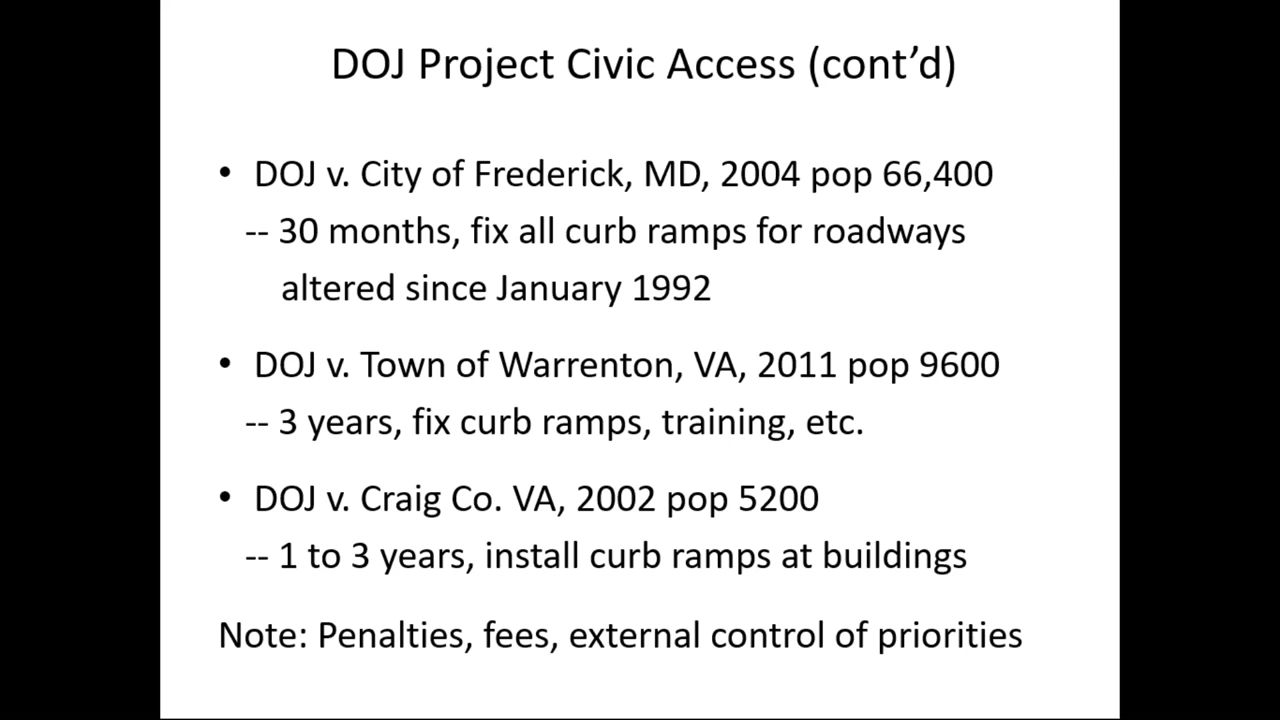 DOJ Project Civic Access (cont’d)
• DOJ v. City of Frederick, MD, 2004 pop 66,400
-- 30 months, fix all curb ramps for roadways
altered since January 1992
• DOJ v. Town of Warrenton, VA, 2011 pop 9600
-- 3 years, fix curb ramps, training, etc.
• DOJ v. Craig Co. VA, 2002 pop 5200
-- 1 to 3 years, install curb ramps at buildings
Note: Penalties, fees, external control of priorities